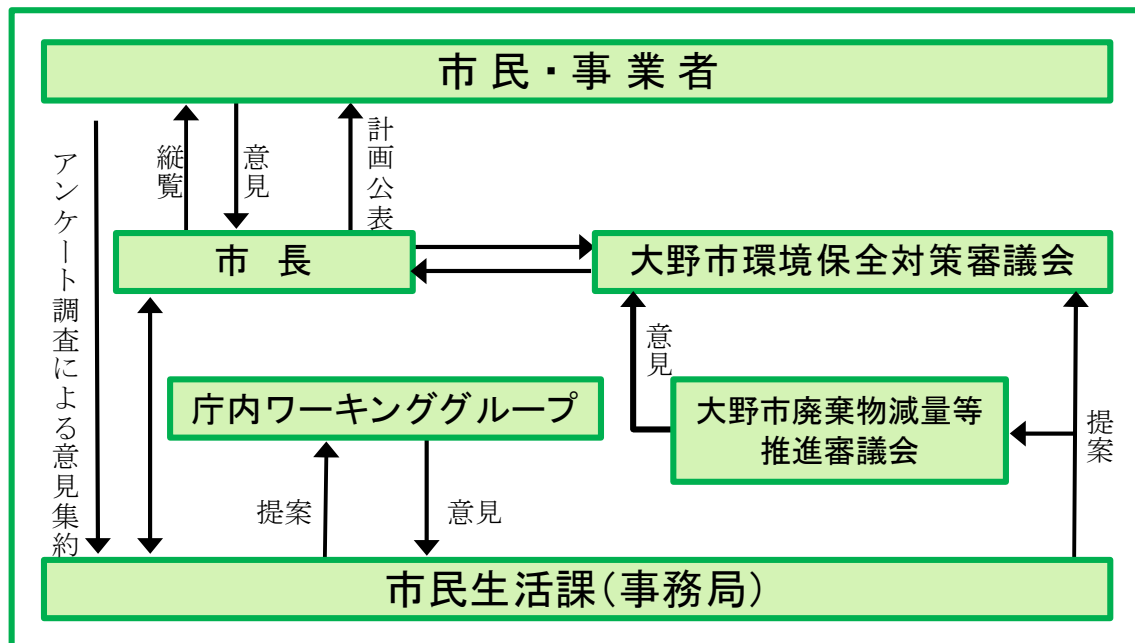 市民・事業者
アンケート調査による意見集約
縦覧
意見
計画公表
市長
大野市環境保全対策審議会
意見
庁内ワーキンググループ
大野市廃棄物減量等
推進審議会
提案
提案
意見
市民生活課(事務局)